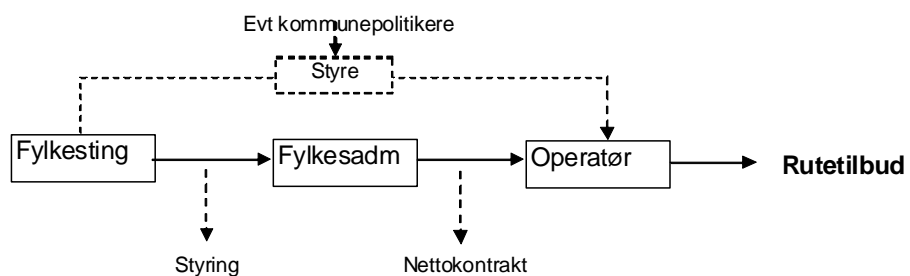 Evt kommunepolitikere
Styre
Fylkesting
Fylkesadm
Operatør
Rutetilbud
Styring
Nettokontrakt